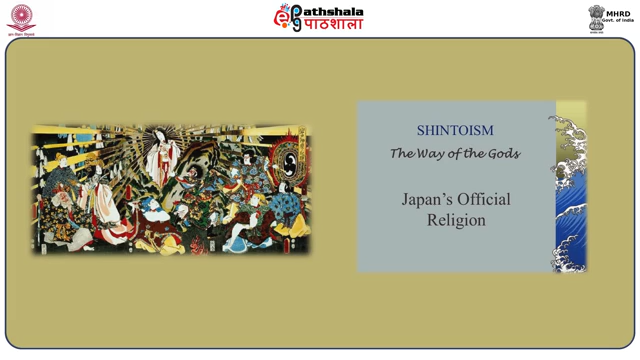 Pathshala
पाठशाला
MHRD
Govt. of India
SHINTOISM
The Way of the Gods
Japan's Official
Religion